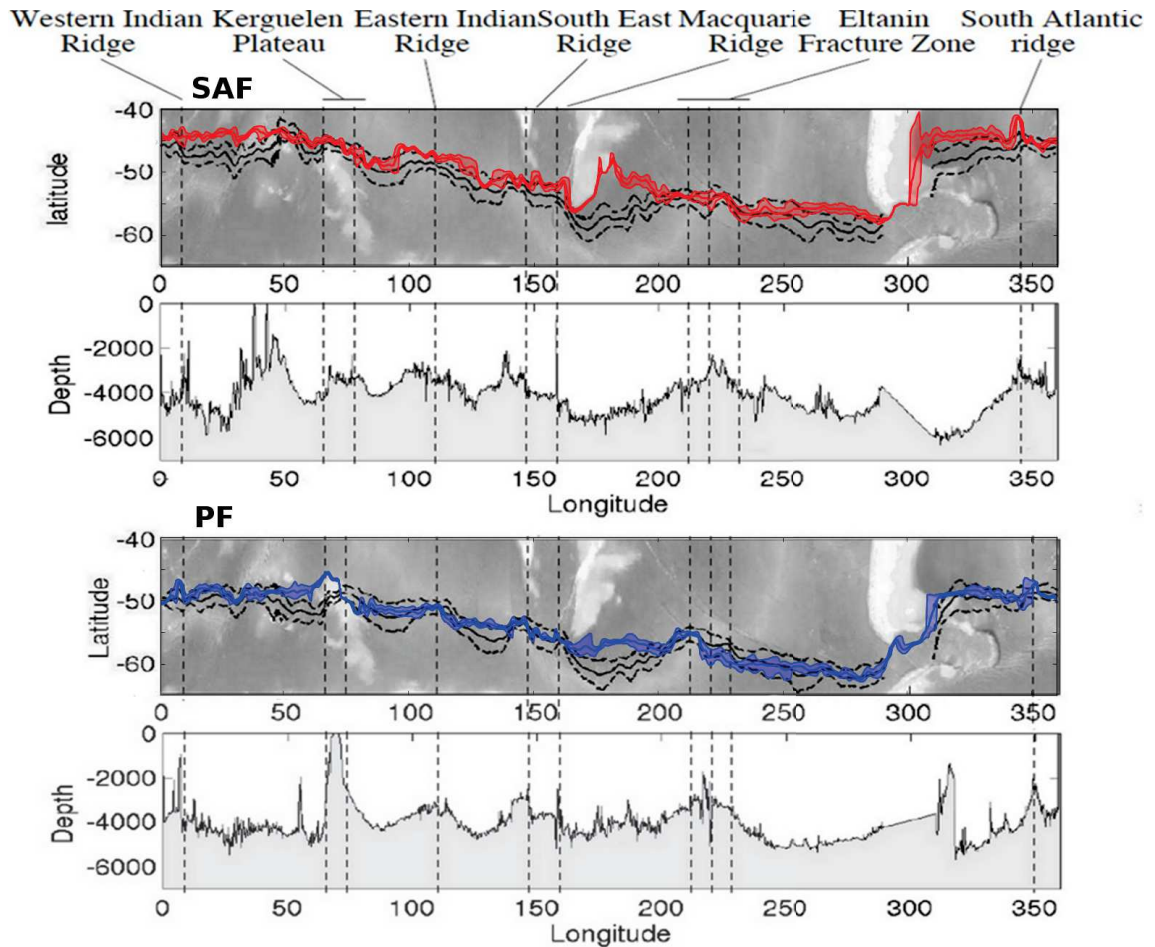 Western Indian Kerguelen Eastern Indian South East Macquarie Eltanin South Atlantic
Ridge Plateau Ridge Ridge Ridge Fracture Zone ridge
SAF
-40
-50
-60
latitude
0 50 100 150 200 250 300 350
0
-2000
-4000
-6000
Depth
0 50 100 150 200 250 300 350
Longitude
PF
-40
-50
-60
Latitude
0 50 100 150 200 250 300 350
0
-2000
-4000
-6000
Depth
0 50 100 150 200 250 300 350
Longitude